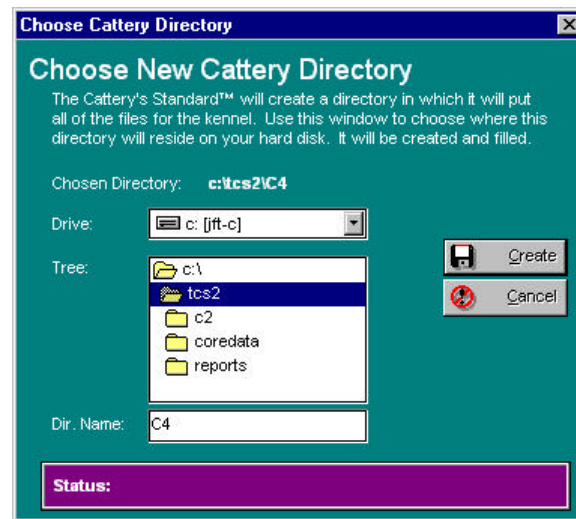 Choose Cattery Directory
Choose New Cattery Directory
The Cattery's Standard™ will create a directory in which it will put
all of the files for the kennel. Use this window to choose where this
directory will reside on your hard disk. It will be created and filled.
Chosen Directory: c:\tcs2\C4
Drive: c: [jft-c]
Create
Tree: c:\
tcs2
Cancel
c2
coredata
reports
Dir. Name: C4
Status: